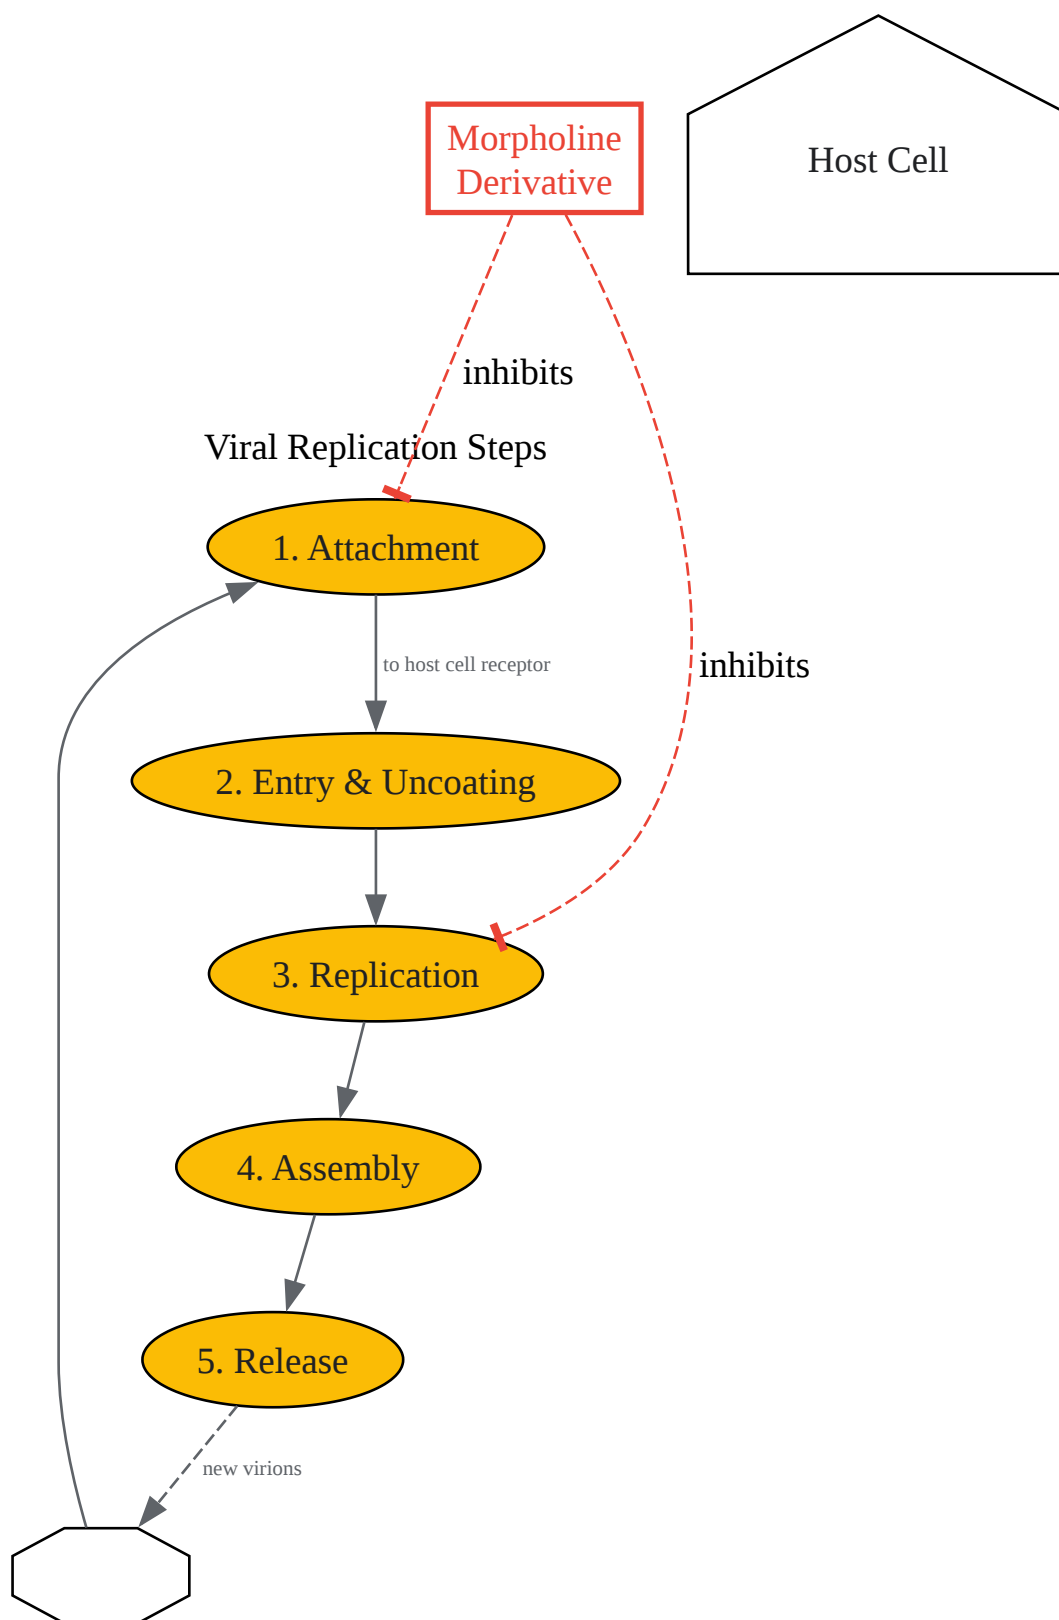 Morpholine
Derivative
Host Cell
inhibits
Viral Replication Steps
1. Attachment
to host cell receptor
inhibits
2. Entry & Uncoating
3. Replication
4. Assembly
5. Release
new virions